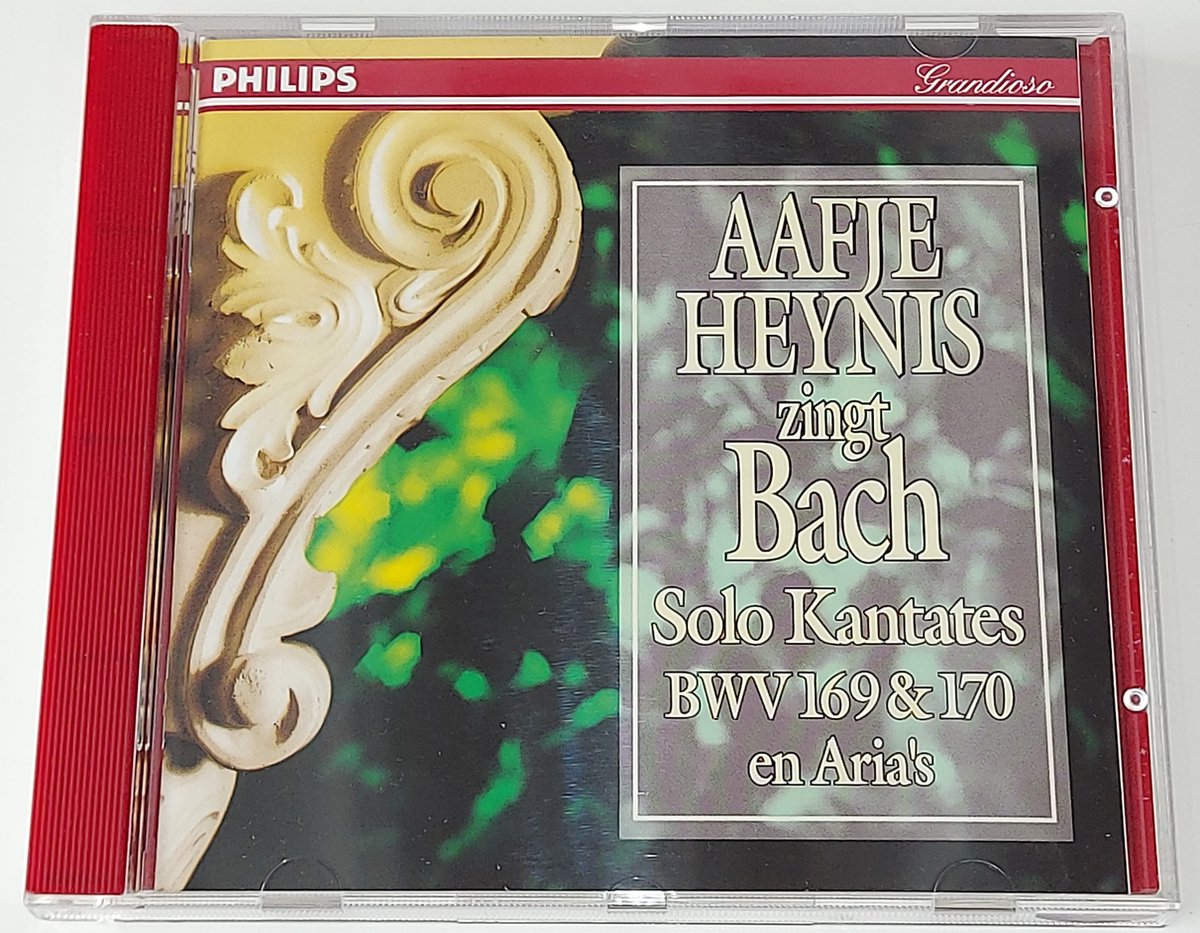 PHILIPS
Grandioso
AAFJE
HEYNIS
zingt
Bach
Solo Kantates
BWV 169 & 170
en Aria's